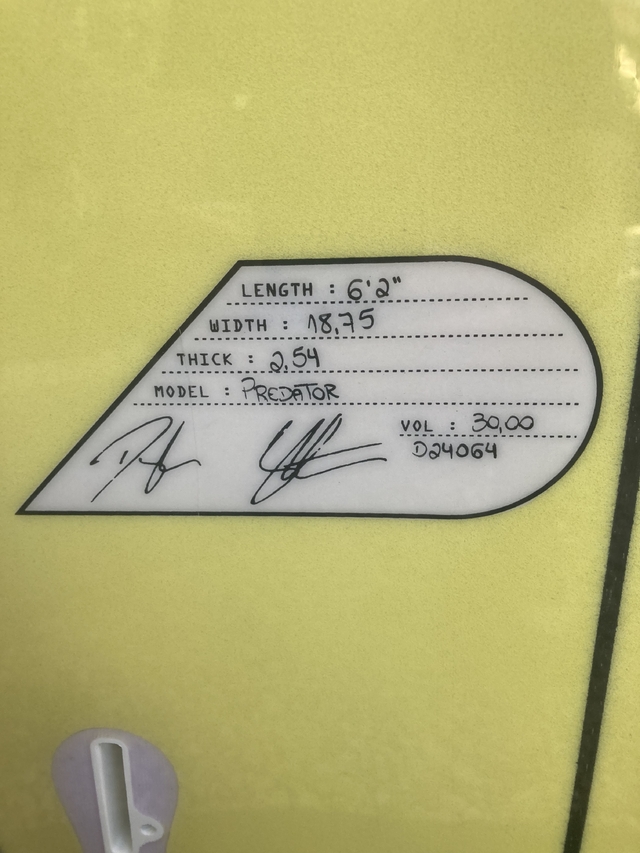 LENGTH : 6'2"
WIDTH : 18,75
THICK : 2,54
MODEL : PREDATOR
VOL : 30,00
D24064